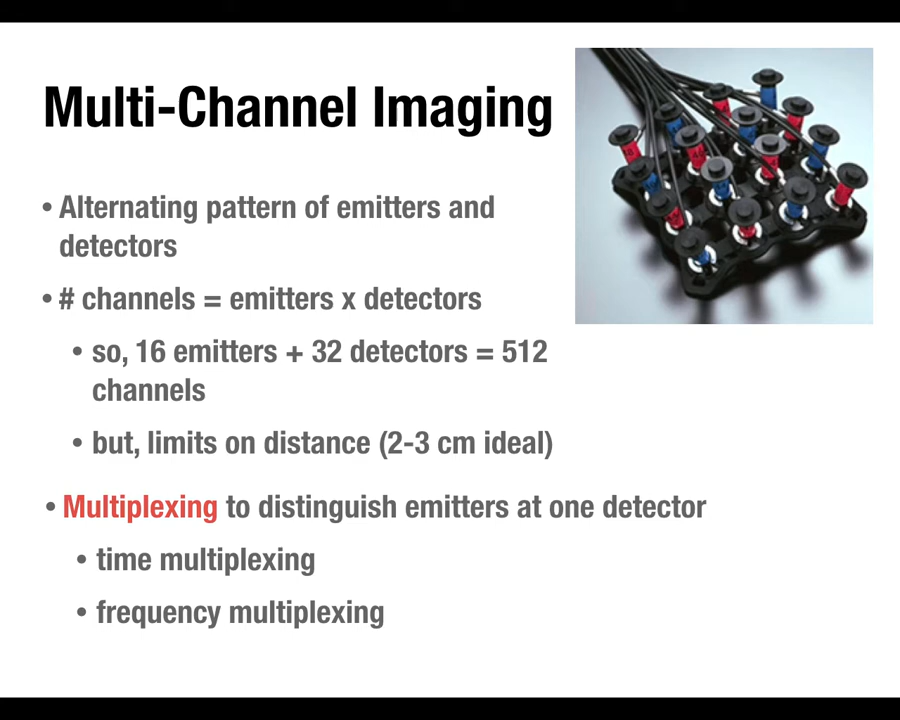 Multi-Channel Imaging
• Alternating pattern of emitters and
detectors
• # channels = emitters x detectors
• so, 16 emitters + 32 detectors = 512
channels
• but, limits on distance (2-3 cm ideal)
• Multiplexing to distinguish emitters at one detector
• time multiplexing
• frequency multiplexing